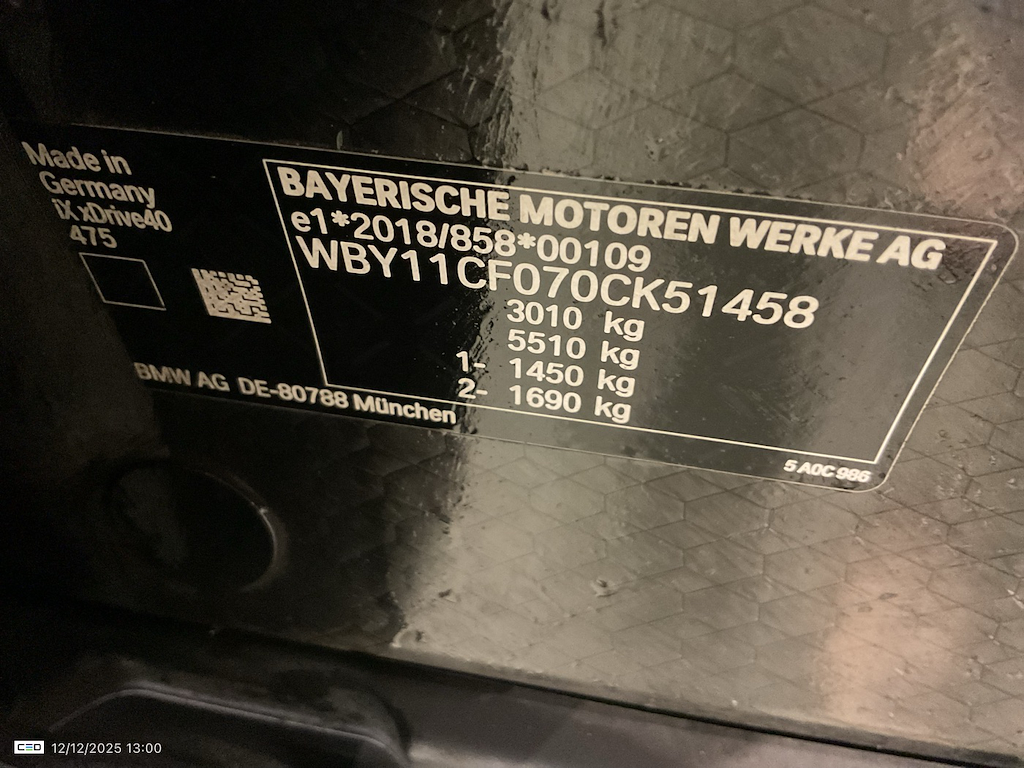 Made in
Germany
iX xDrive40
475
BMW AG DE-80788 München
BAYERISCHE MOTOREN WERKE AG
e1*2018/858*00109
WBY11CF070CK51458
3010 kg
5510 kg
1- 1450 kg
2- 1690 kg
5 A0C 986
CEO 12/12/2025 13:00